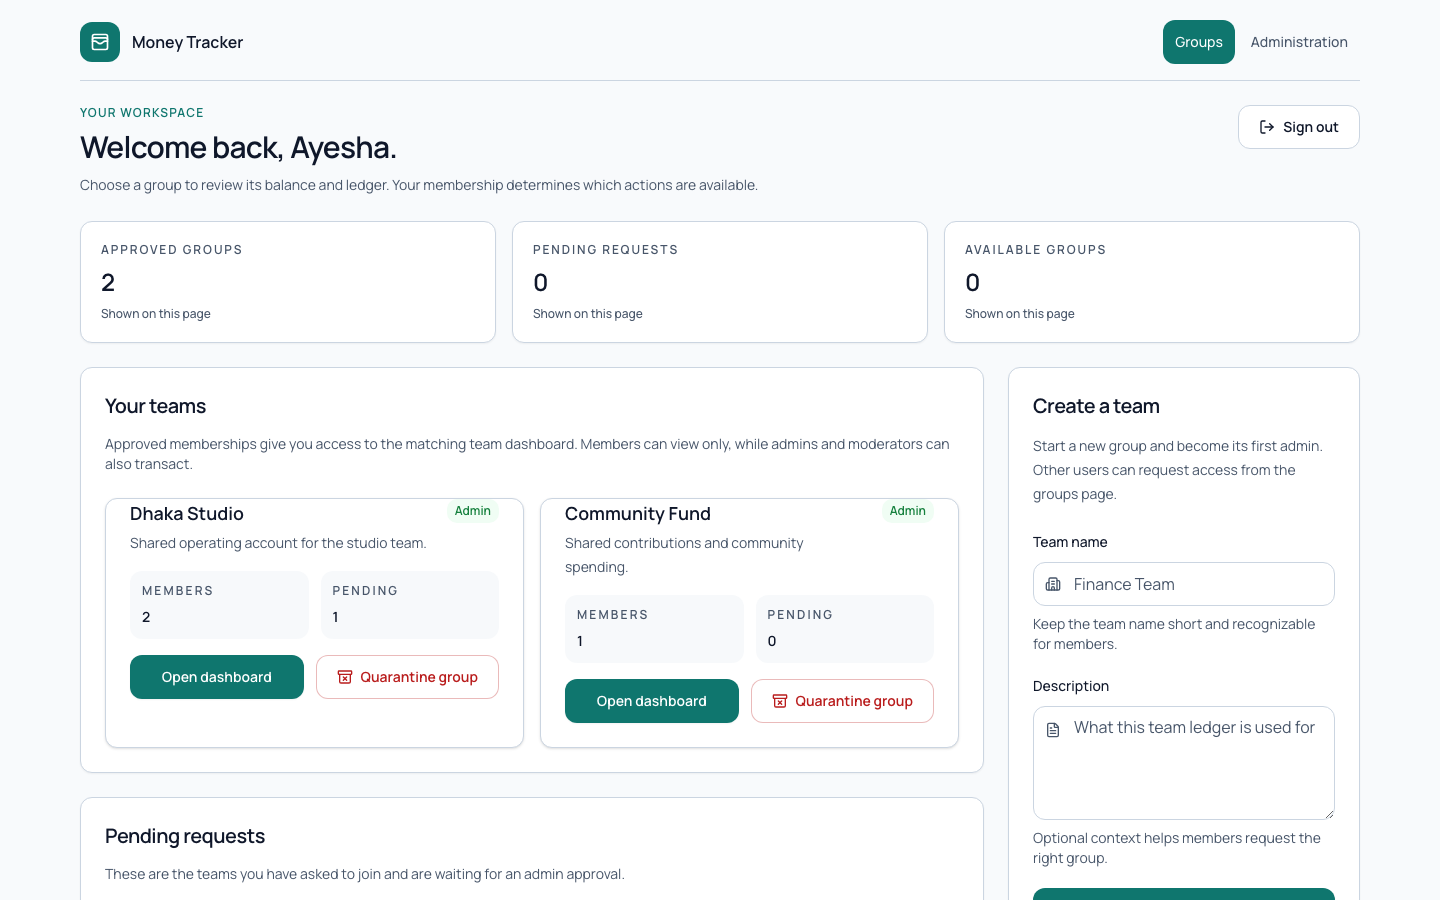 Money Tracker
Groups
Administration
YOUR WORKSPACE
Welcome back, Ayesha.
Choose a group to review its balance and ledger. Your membership determines which actions are available.
Sign out
APPROVED GROUPS
2
Shown on this page
PENDING REQUESTS
0
Shown on this page
AVAILABLE GROUPS
0
Shown on this page
Your teams
Approved memberships give you access to the matching team dashboard. Members can view only, while admins and moderators can
also transact.
Dhaka Studio
Admin
Shared operating account for the studio team.
MEMBERS
2
PENDING
1
Open dashboard
Quarantine group
Community Fund
Admin
Shared contributions and community
spending.
MEMBERS
1
PENDING
0
Open dashboard
Quarantine group
Pending requests
These are the teams you have asked to join and are waiting for an admin approval.
Create a team
Start a new group and become its first admin.
Other users can request access from the
groups page.
Team name
Finance Team
Keep the team name short and recognizable
for members.
Description
What this team ledger is used for
Optional context helps members request the
right group.